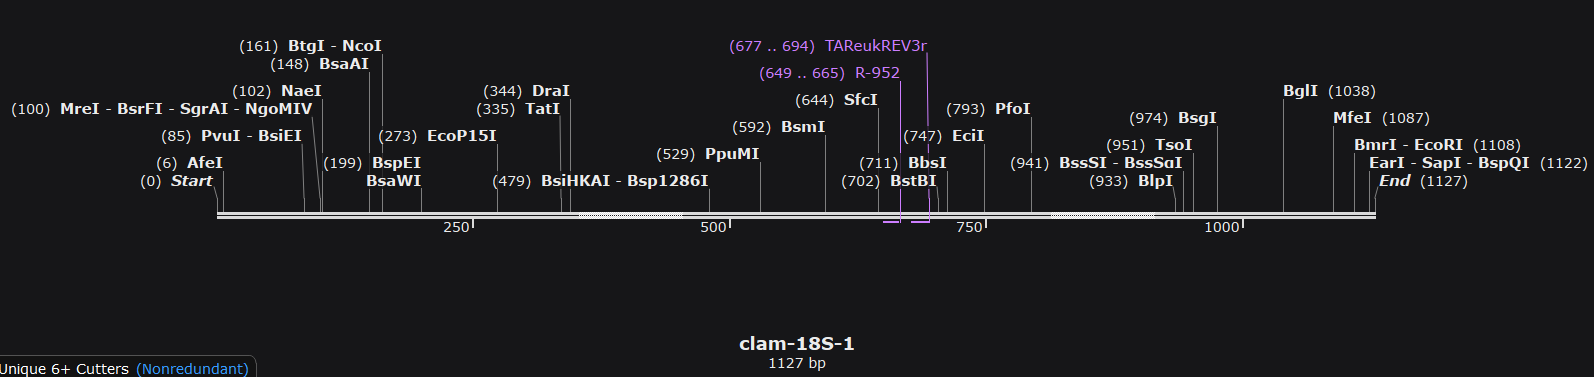 (161) BtgI - NcoI
(677 .. 694) TAReukREV3r
(148) BsaAI
(649 .. 665) R-952
(102) NaeI
(344) DraI
BglI (1038)
(644) SfcI
(100) MreI - BsrFI - SgrAI - NgoMIV
(335) TatI
(793) PfoI
(974) BsgI
MfeI (1087)
(592) BsmI
(85) PvuI - BsiEI
(273) EcoP15I
(747) EciI
(951) TsoI
BmrI - EcoRI (1108)
(529) PpuMI
(6) AfeI
(199) BspEI
(711) BbsI
(941) BssSI - BssSαI
EarI - SapI - BspQI (1122)
(0) Start
BsaWI
(479) BsiHKAI - Bsp1286I
(702) BstBI
(933) BlpI
End (1127)
250
500
750
1000
clam-18S-1
1127 bp
Unique 6+ Cutters (Nonredundant)